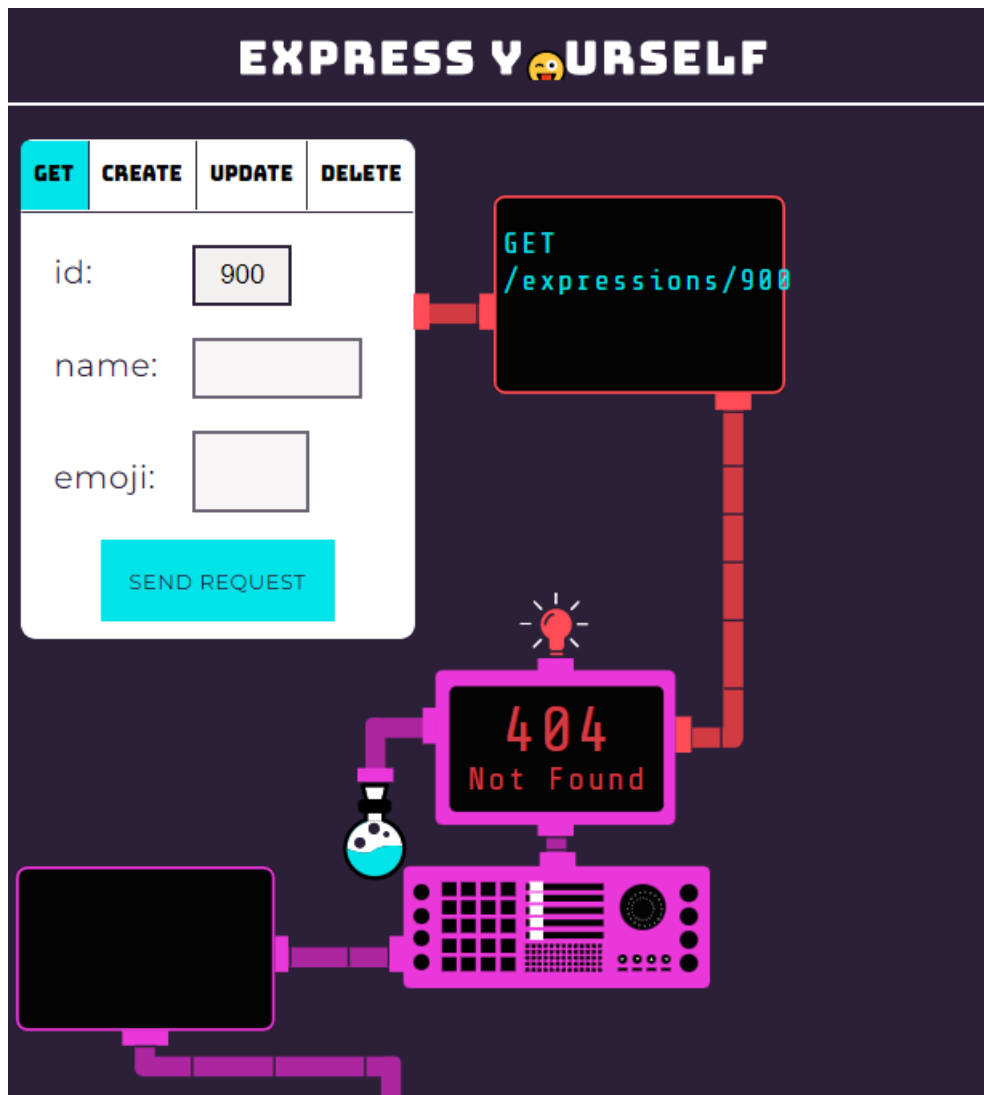 EXPRESS Y😜URSELF
GET CREATE UPDATE DELETE
id: 900
name:
emoji:
SEND REQUEST
GET
/expressions/900
404
Not Found